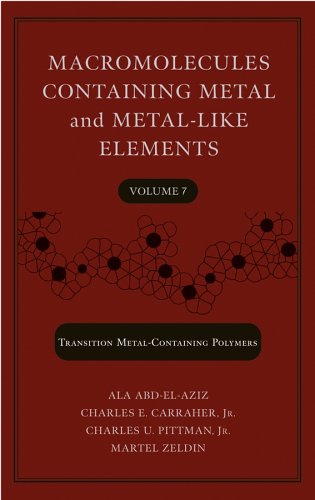 MACROMOLECULES
CONTAINING METAL
and METAL-LIKE
ELEMENTS
VOLUME 7
TRANSITION METAL-CONTAINING POLYMERS
ALA ABD-EL-AZIZ
CHARLES E. CARRAHER, JR.
CHARLES U. PITTMAN, JR.
MARTEL ZELDIN